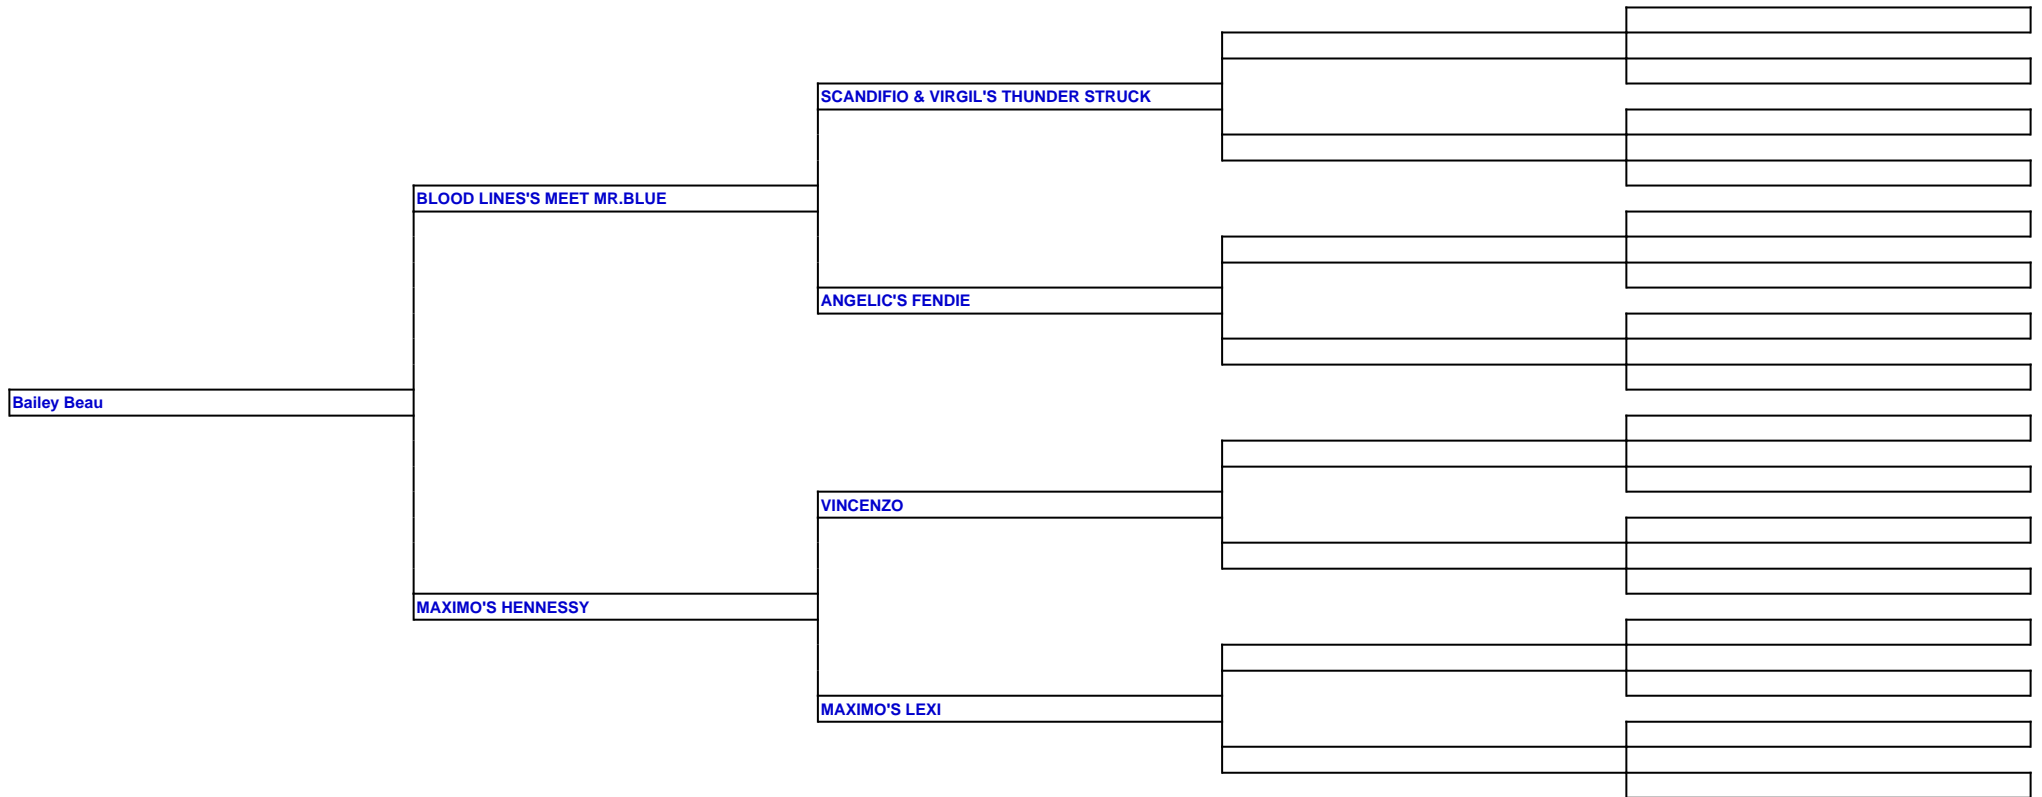 SCANDIFIO & VIRGIL'S THUNDER STRUCK
BLOOD LINES'S MEET MR.BLUE
ANGELIC'S FENDIE
Bailey Beau
VINCENZO
MAXIMO'S HENNESSY
MAXIMO'S LEXI